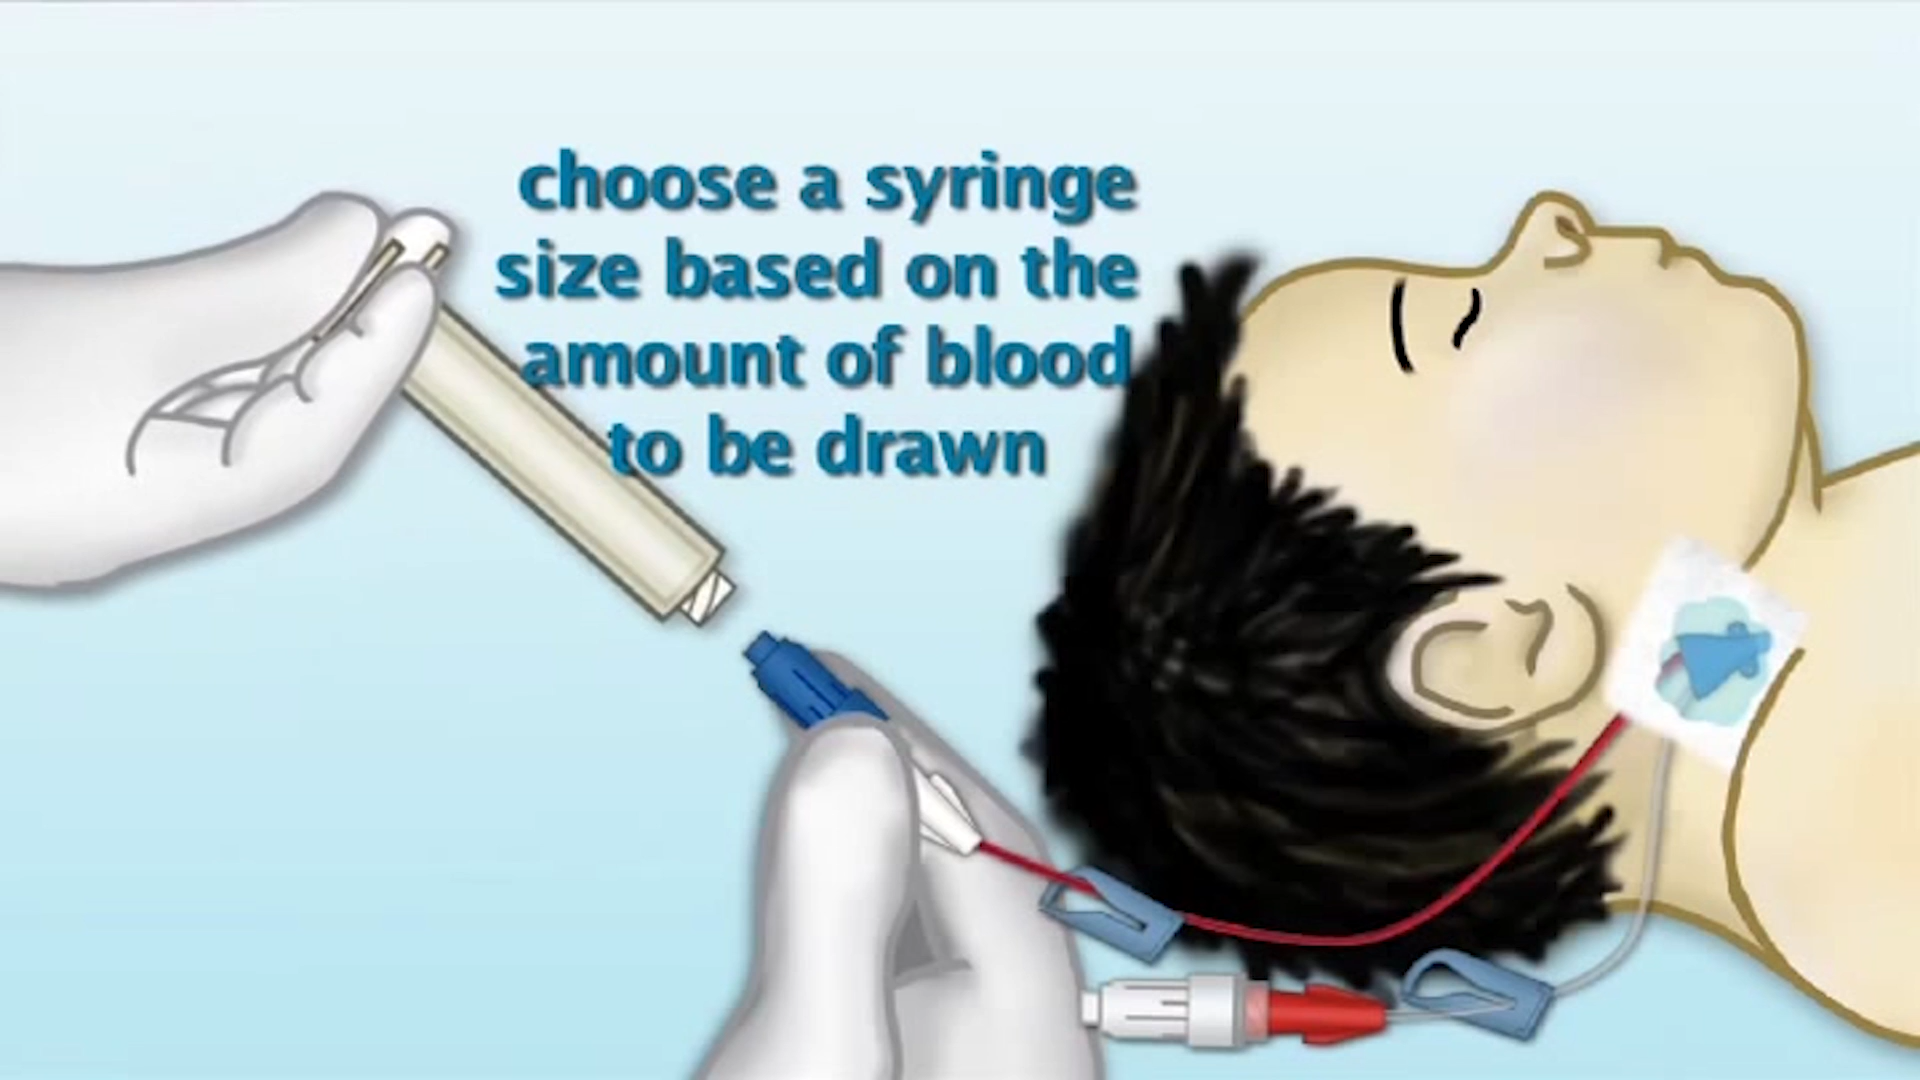 choose a syringe
size based on the
amount of blood
to be drawn